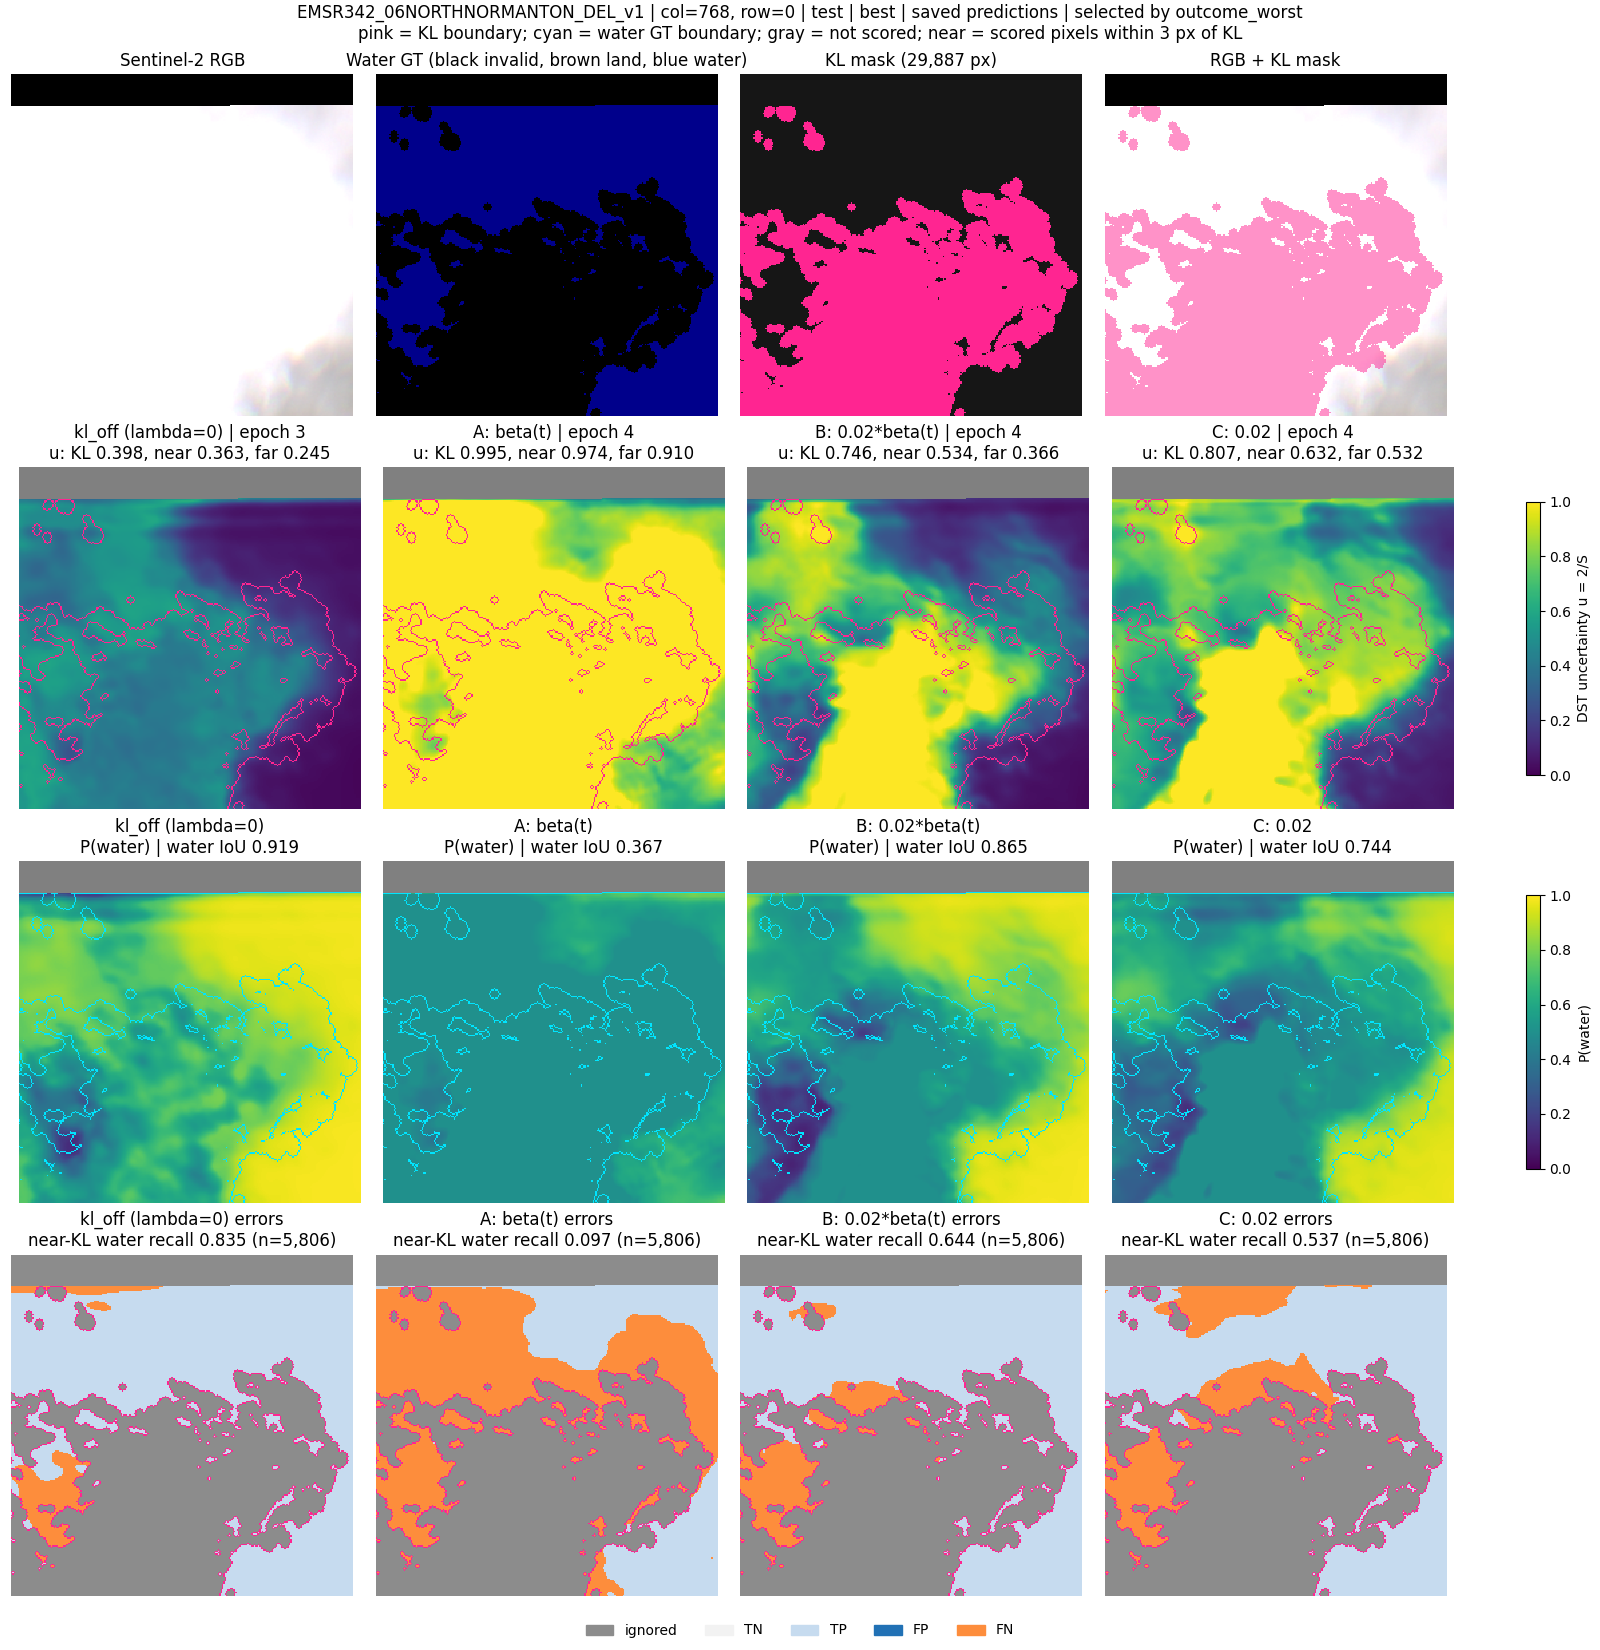 EMSR342_06NORTHNORMANTON_DEL_v1 | col=768, row=0 | test | best | saved predictions | selected by outcome_worst
pink = KL boundary; cyan = water GT boundary; gray = not scored; near = scored pixels within 3 px of KL
Sentinel-2 RGB
Water GT (black invalid, brown land, blue water)
KL mask (29,887 px)
RGB + KL mask
kl_off (lambda=0) | epoch 3
u: KL 0.398, near 0.363, far 0.245
A: beta(t) | epoch 4
u: KL 0.995, near 0.974, far 0.910
B: 0.02*beta(t) | epoch 4
u: KL 0.746, near 0.534, far 0.366
C: 0.02 | epoch 4
u: KL 0.807, near 0.632, far 0.532
1.0
0.8
0.6
0.4
0.2
0.0
DST uncertainty u = 2/S
kl_off (lambda=0)
P(water) | water IoU 0.919
A: beta(t)
P(water) | water IoU 0.367
B: 0.02*beta(t)
P(water) | water IoU 0.865
C: 0.02
P(water) | water IoU 0.744
1.0
0.8
0.6
0.4
0.2
0.0
P(water)
kl_off (lambda=0) errors
near-KL water recall 0.835 (n=5,806)
A: beta(t) errors
near-KL water recall 0.097 (n=5,806)
B: 0.02*beta(t) errors
near-KL water recall 0.644 (n=5,806)
C: 0.02 errors
near-KL water recall 0.537 (n=5,806)
ignored
TN
TP
FP
FN